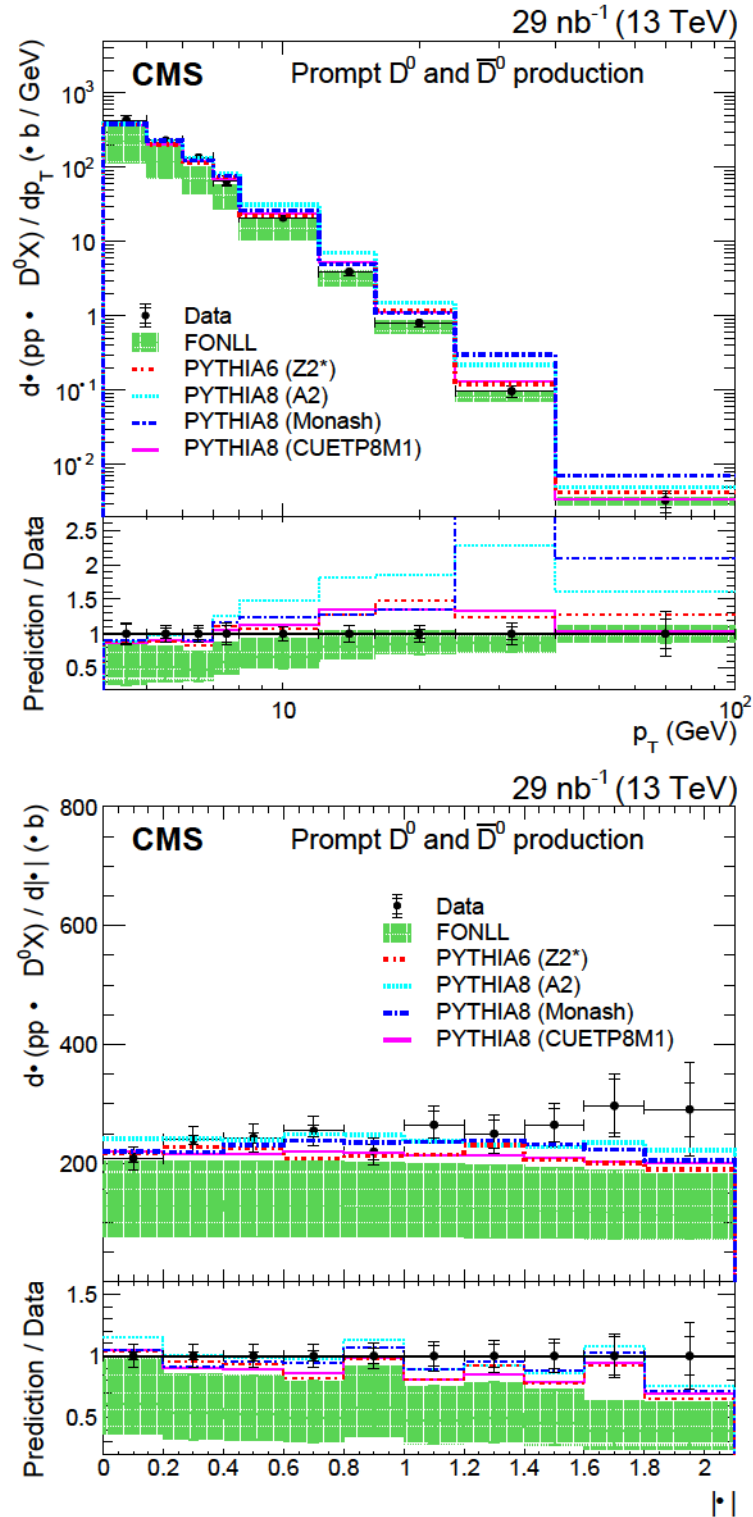 29 nb⁻¹ (13 TeV)
CMS Prompt D⁰ and D̅⁰ production
dσ• (pp • D⁰X) / dp_T (• b / GeV)
10³
10²
10
1
10⁻¹
10⁻²
Data
FONLL
PYTHIA6 (Z2*)
PYTHIA8 (A2)
PYTHIA8 (Monash)
PYTHIA8 (CUETP8M1)
Prediction / Data
2.5
2
1.5
1
0.5
10 10²
p_T (GeV)
29 nb⁻¹ (13 TeV)
CMS Prompt D⁰ and D̅⁰ production
d• (pp • D⁰X) / d|•| (• b)
800
600
400
200
Data
FONLL
PYTHIA6 (Z2*)
PYTHIA8 (A2)
PYTHIA8 (Monash)
PYTHIA8 (CUETP8M1)
Prediction / Data
1.5
1
0.5
0 0.2 0.4 0.6 0.8 1 1.2 1.4 1.6 1.8 2
|•|